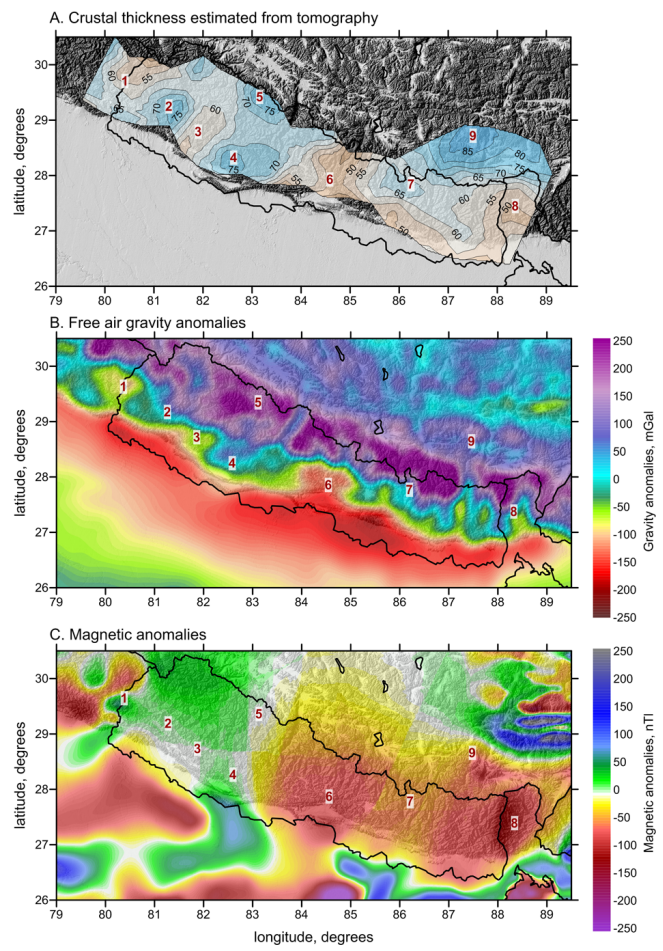 A. Crustal thickness estimated from tomography
30
29
28
27
26
latitude, degrees
79 80 81 82 83 84 85 86 87 88 89
1 2 3 4 5 6 7 8 9
60 55 65 70 75 60 70 75 75 70 55 50 55 65 60 50 60 65 70 85 80 55 50
B. Free air gravity anomalies
30
29
28
27
26
latitude, degrees
79 80 81 82 83 84 85 86 87 88 89
1 2 3 4 5 6 7 8 9
250
200
150
100
50
0
-50
-100
-150
-200
-250
Gravity anomalies, mGal
C. Magnetic anomalies
30
29
28
27
26
latitude, degrees
79 80 81 82 83 84 85 86 87 88 89
longitude, degrees
1 2 3 4 5 6 7 8 9
250
200
150
100
50
0
-50
-100
-150
-200
-250
Magnetic anomalies, nTl